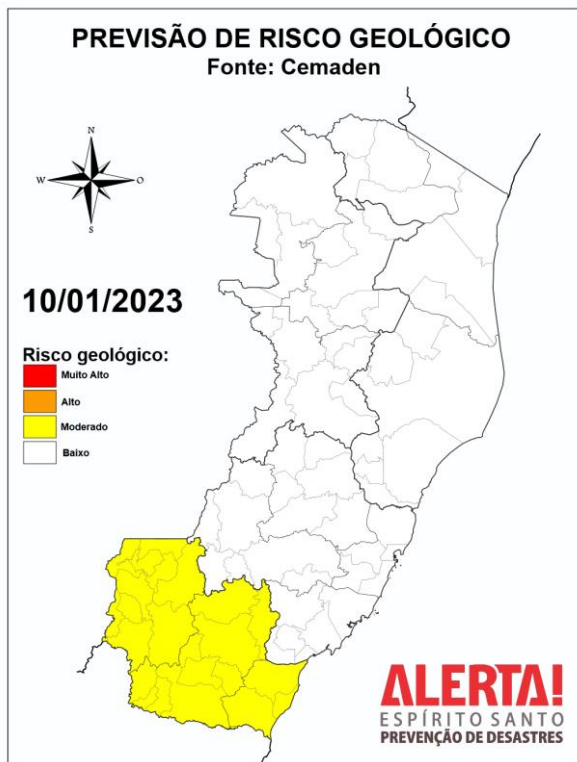 PREVISÃO DE RISCO GEOLÓGICO
Fonte: Cemaden
N
W
O
S
10/01/2023
Risco geológico:
Muito Alto
Alto
Moderado
Baixo
ALERTA!
ESPÍRITO SANTO
PREVENÇÃO DE DESASTRES